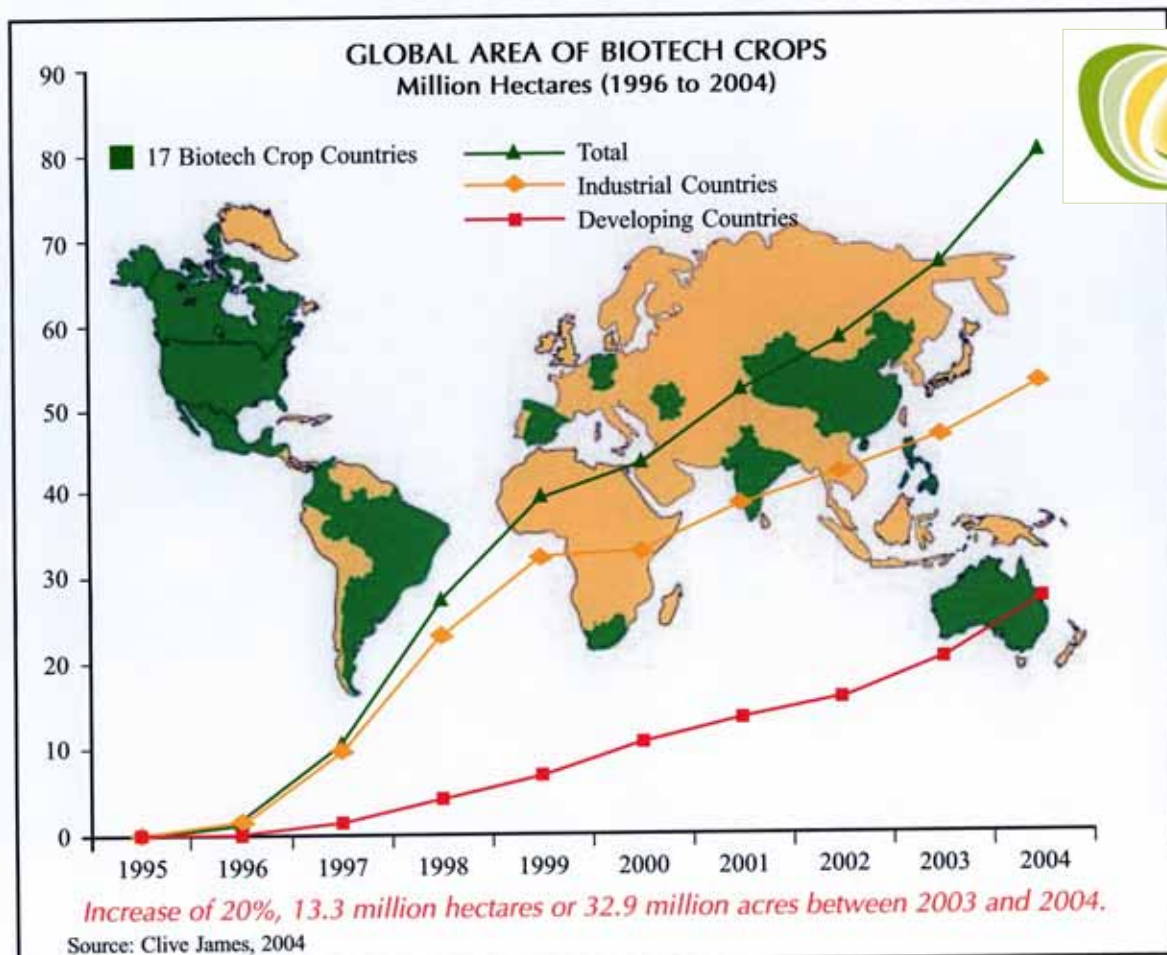 GLOBAL AREA OF BIOTECH CROPS
Million Hectares (1996 to 2004)
17 Biotech Crop Countries
Total
Industrial Countries
Developing Countries
90
80
70
60
50
40
30
20
10
0
1995 1996 1997 1998 1999 2000 2001 2002 2003 2004
Increase of 20%, 13.3 million hectares or 32.9 million acres between 2003 and 2004.
Source: Clive James, 2004